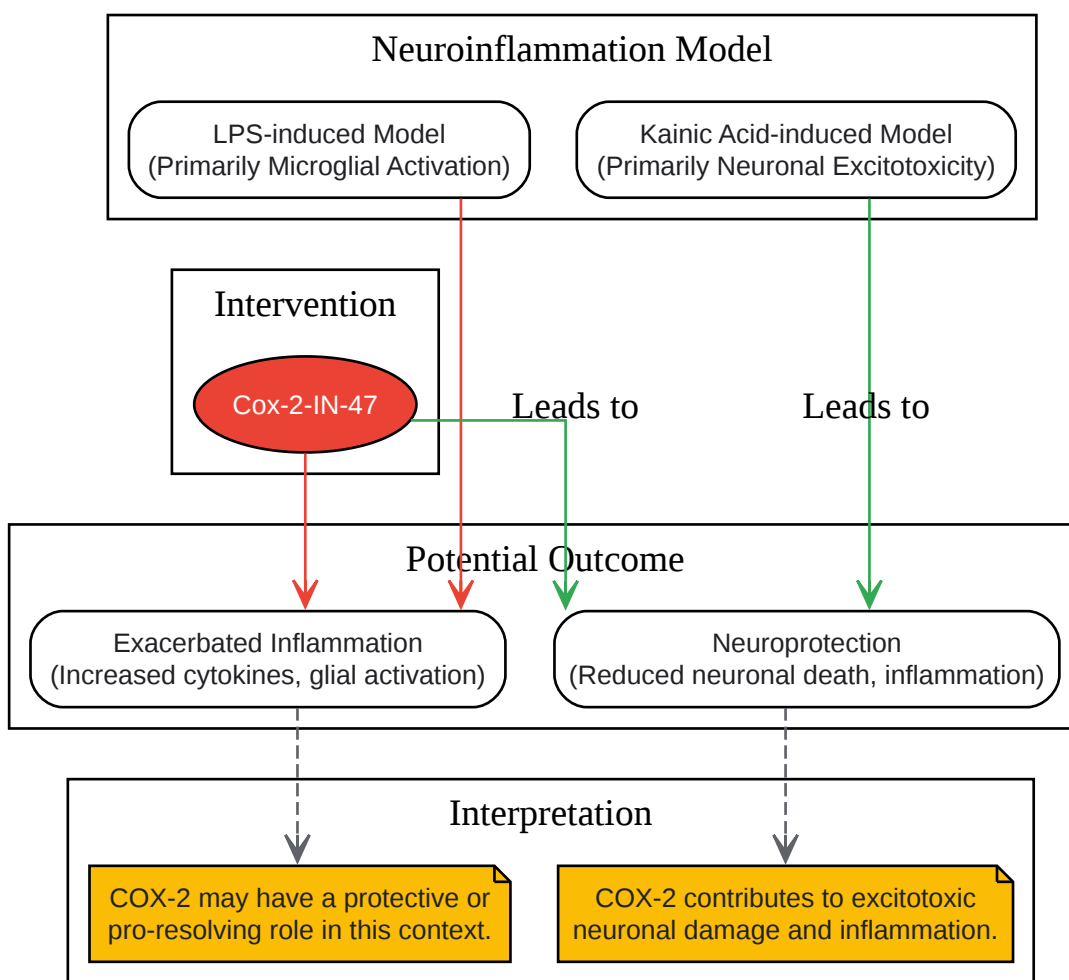 Neuroinflammation Model
LPS-induced Model
(Primarily Microglial Activation)
Kainic Acid-induced Model
(Primarily Neuronal Excitotoxicity)
Intervention
Cox-2-IN-47
Leads to
Leads to
Potential Outcome
Exacerbated Inflammation
(Increased cytokines, glial activation)
Neuroprotection
(Reduced neuronal death, inflammation)
Interpretation
COX-2 may have a protective or
pro-resolving role in this context.
COX-2 contributes to excitotoxic
neuronal damage and inflammation.